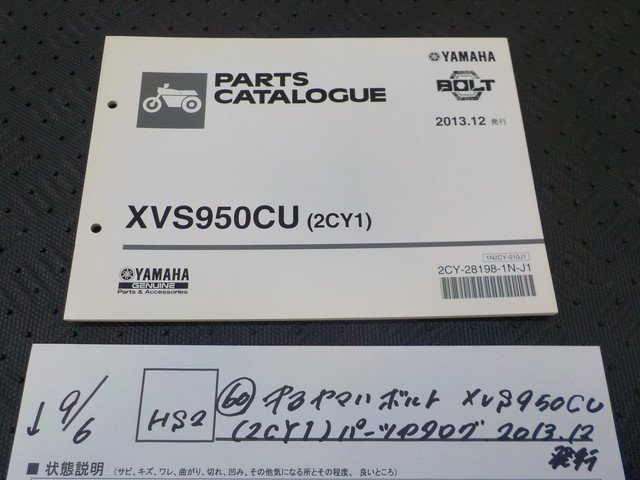 PARTS
CATALOGUE
YAMAHA
BOLT
2013.12 発行
XVS950CU (2CY1)
YAMAHA
GENUINE
Parts & Accessories
1N2CY-010J1
2CY-28198-1N-J1
↓ 9/6
HS2
60 ヤマハ ボルト XVS950CU
(2CY1) パーツカタログ 2013.12
発行
■ 状態説明 (サビ、キズ、ワレ、曲がり、切れ、凹み、その他気になる所とその程度、良いところ)